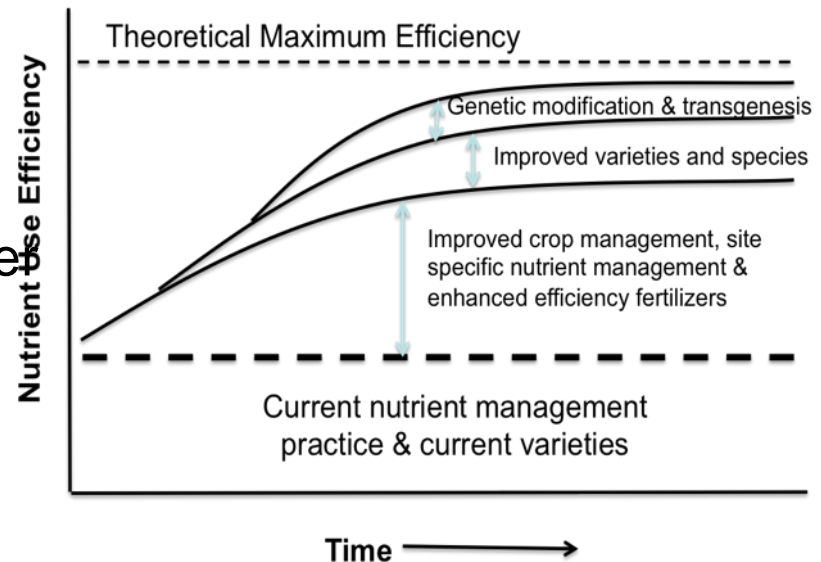 Theoretical Maximum Efficiency
Genetic modification & transgenesis
Improved varieties and species
Improved crop management, site
specific nutrient management &
enhanced efficiency fertilizers
Current nutrient management
practice & current varieties
Nutrient Use Efficiency
er
Time